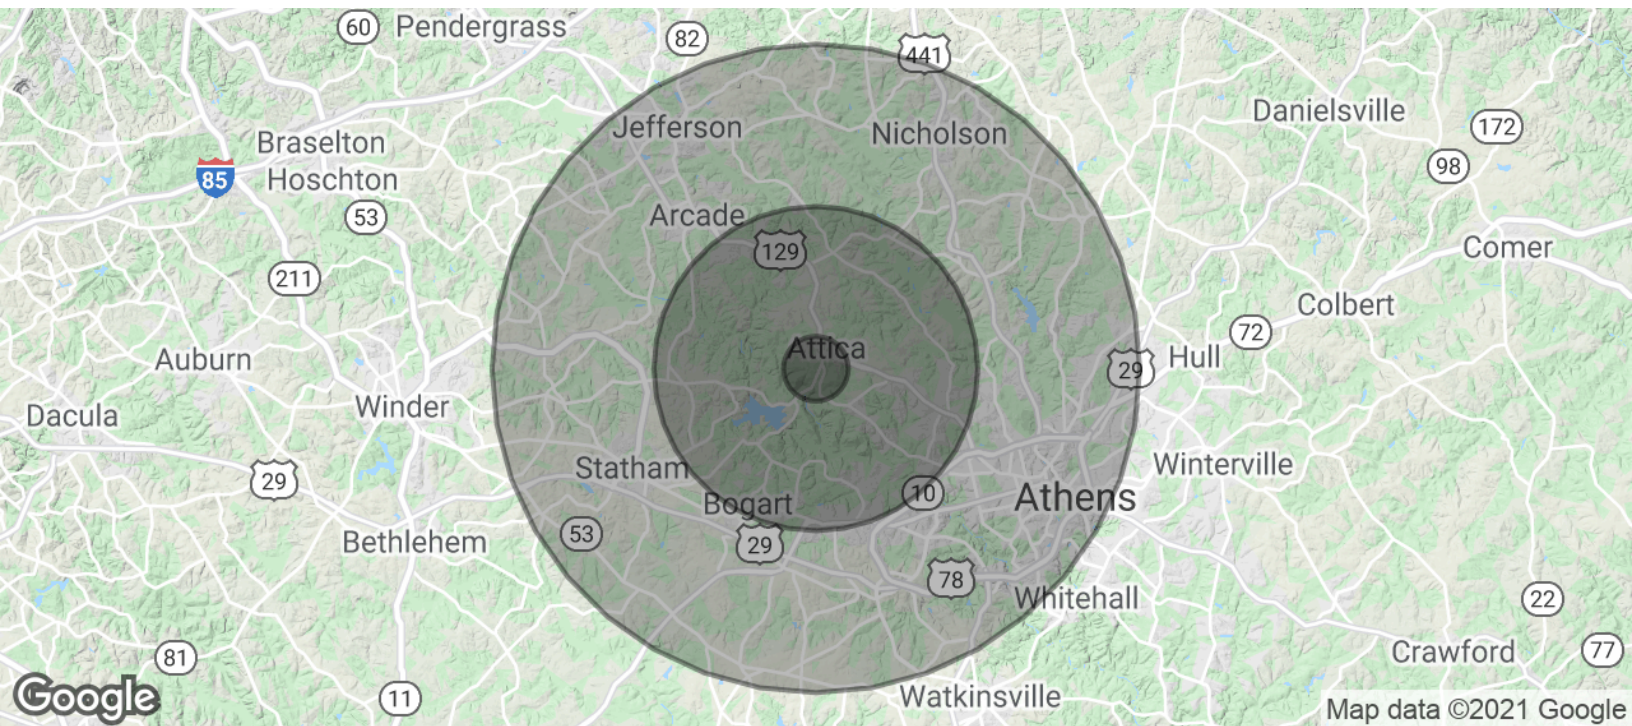 60
Pendergrass
82
441
Jefferson
Nicholson
Danielsville
172
Braselton
98
85
Hoschton
53
Arcade
129
Comer
211
Colbert
72
Attica
Hull
Auburn
29
Winder
Dacula
Statham
Winterville
29
Bogart
10
Athens
53
Bethlehem
29
78
Whitehall
22
81
Crawford
77
Google
11
Watkinsville
Map data ©2021 Google